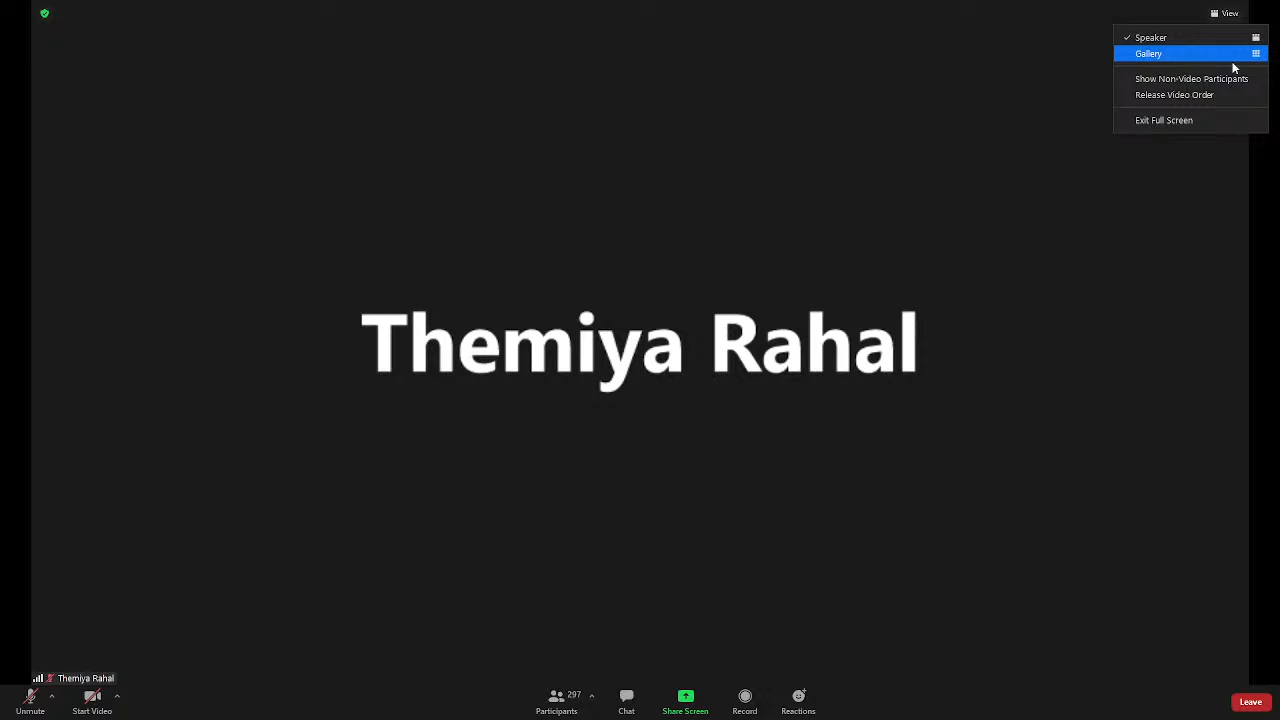 View
Speaker
Gallery
Show Non-Video Participants
Release Video Order
Exit Full Screen
Themiya Rahal
Themiya Rahal
Unmute
Start Video
297
Participants
Chat
Share Screen
Record
Reactions
Leave